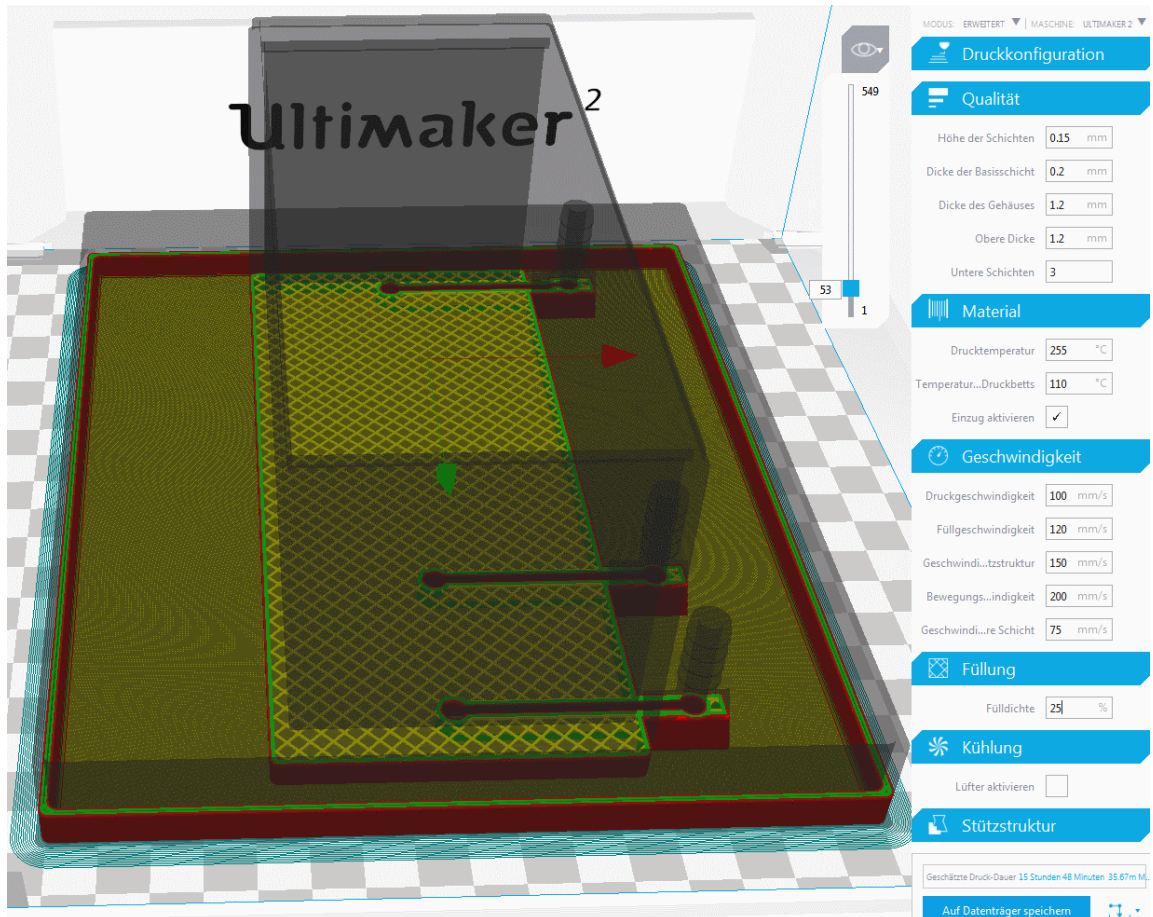 MODUS: ERWEITERT ▼ | MASCHINE: ULTIMAKER 2 ▼
Druckkonfiguration
Qualität
Höhe der Schichten 0.15 mm
Dicke der Basisschicht 0.2 mm
Dicke des Gehäuses 1.2 mm
Obere Dicke 1.2 mm
Untere Schichten 3
Material
Drucktemperatur 255 °C
Temperatur...Druckbetts 110 °C
Einzug aktivieren ✓
Geschwindigkeit
Druckgeschwindigkeit 100 mm/s
Füllgeschwindigkeit 120 mm/s
Geschwindi...tzstruktur 150 mm/s
Bewegungs...indigkeit 200 mm/s
Geschwindi...re Schicht 75 mm/s
Füllung
Fülldichte 25 %
Kühlung
Lüfter aktivieren
Stützstruktur
Geschätzte Druck-Dauer 15 Stunden 48 Minuten 35.67m M...
Auf Datenträger speichern
549
53
1
Ultimaker 2